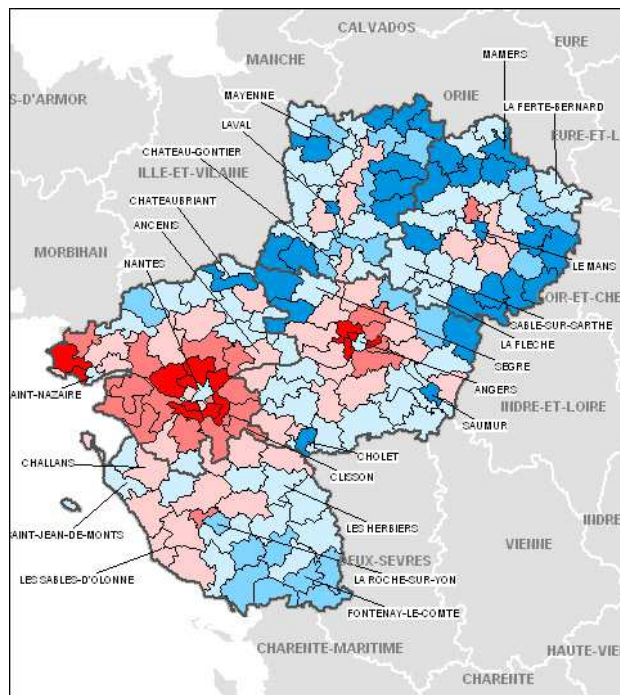 CALVADOS
EURE
MANCHE
MAMERS
S-D'ARMOR
ORNE
MAYENNE
LA FERTE-BERNARD
LAVAL
EURE-ET-L
CHATEAU-GONTIER
ILLE-ET-VILAINE
CHATEAUBRIANT
ANCENIS
MORBIHAN
NANTES
LE MANS
OIR-ET-CHE
SABLE-SUR-SARTHE
LA FLECHE
SEGRE
AINT-NAZAIRE
ANGERS
INDRE-ET-LOIRE
SAUMUR
CHOLET
CHALLANS
CLISSON
INDRE
AINT-JEAN-DE-MONTS
LES HERBIERS
VIENNE
DEUX-SEVRES
LES SABLES-D'OLONNE
LA ROCHE-SUR-YON
FONTENAY-LE-COMTE
CHARENTE-MARITIME
HAUTE-VIE
CHARENTE